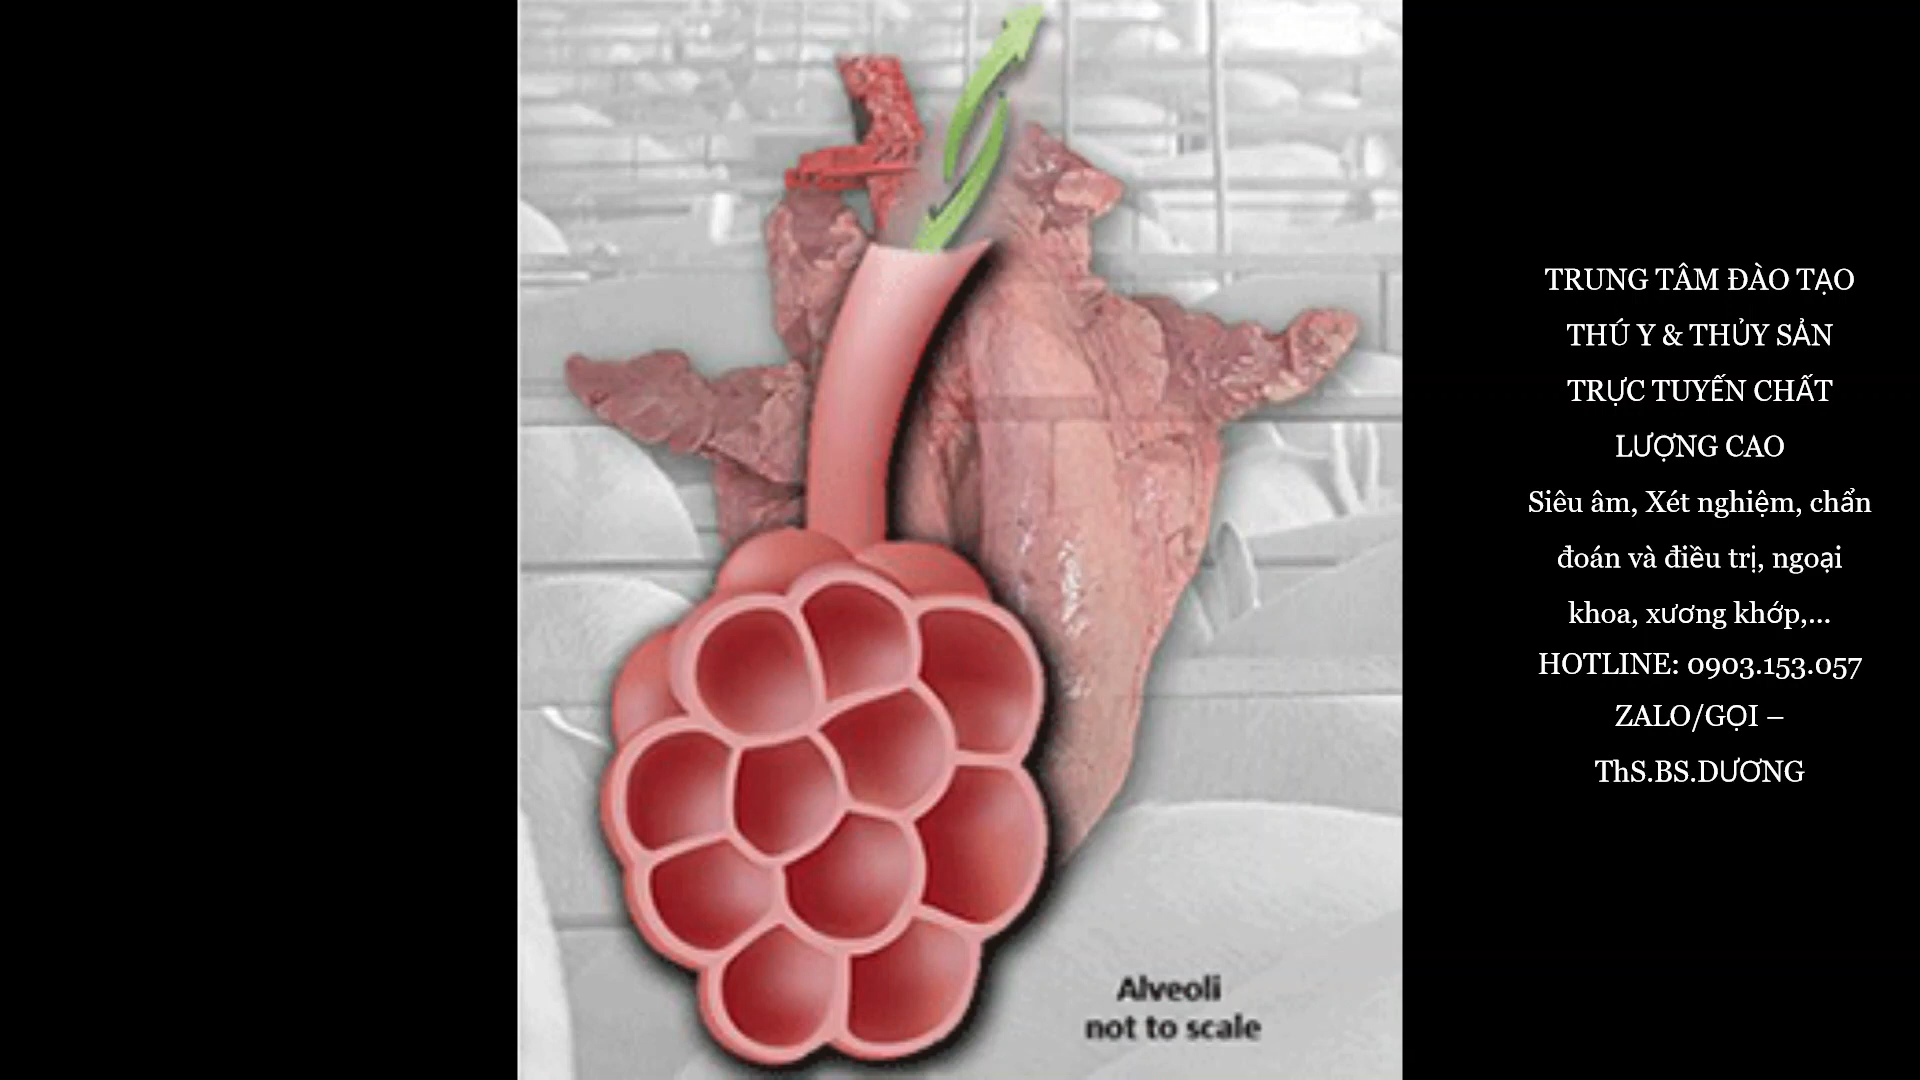 TRUNG TÂM ĐÀO TẠO
THÚ Y & THỦY SẢN
TRỰC TUYẾN CHẤT
LƯỢNG CAO
Siêu âm, Xét nghiệm, chẩn
đoán và điều trị, ngoại
khoa, xương khớp,...
HOTLINE: 0903.153.057
ZALO/GỌI –
ThS.BS.DƯƠNG
Alveoli
not to scale